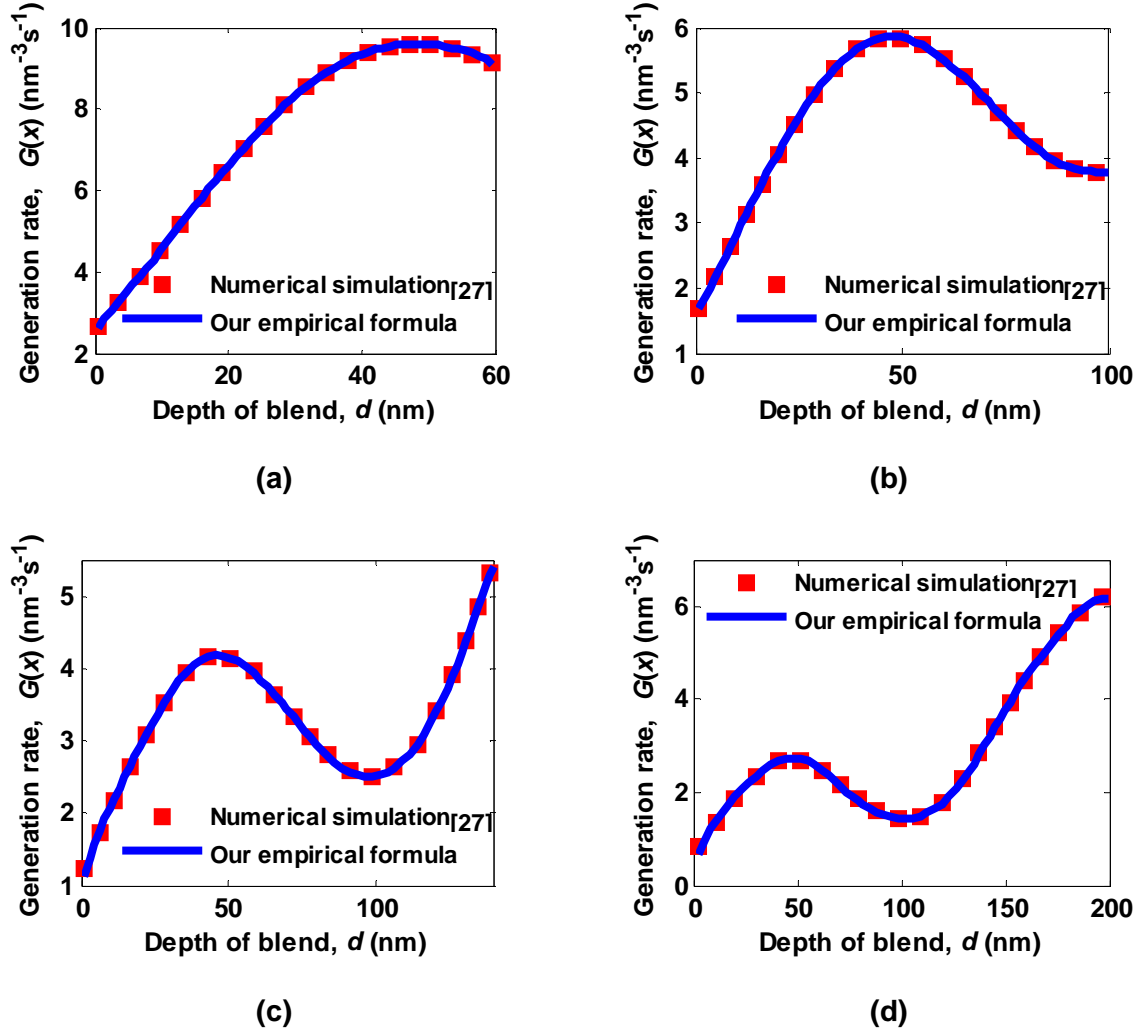 10
8
6
4
2
Generation rate, G(x) (nm⁻³s⁻¹)
Numerical simulation[27]
Our empirical formula
0 20 40 60
Depth of blend, d (nm)
(a)
6
5
4
3
2
1
Generation rate, G(x) (nm⁻³s⁻¹)
Numerical simulation[27]
Our empirical formula
0 50 100
Depth of blend, d (nm)
(b)
5
4
3
2
1
Generation rate, G(x) (nm⁻³s⁻¹)
Numerical simulation[27]
Our empirical formula
0 50 100
Depth of blend, d (nm)
(c)
6
4
2
0
Generation rate, G(x) (nm⁻³s⁻¹)
Numerical simulation[27]
Our empirical formula
0 50 100 150 200
Depth of blend, d (nm)
(d)